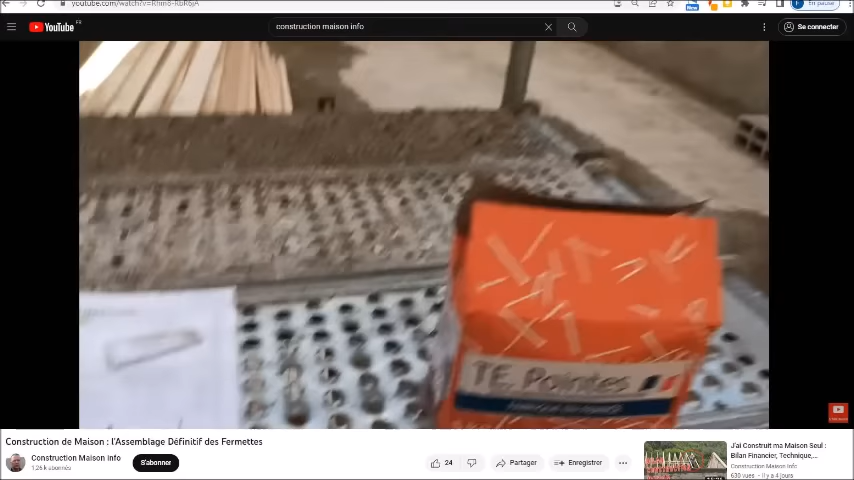 youtube.com/watch?v=Rhm8-RbR6jA
En pause
New
YouTube FR
construction maison info
Se connecter
TE Pointes
Construction de Maison : l'Assemblage Définitif des Fermettes
Construction Maison info
1,26 k abonnés
S'abonner
24
Partager
Enregistrer
J'ai Construit ma Maison Seul :
Bilan Financier, Technique,...
Construction Maison Info
639 vues • il y a 4 jours